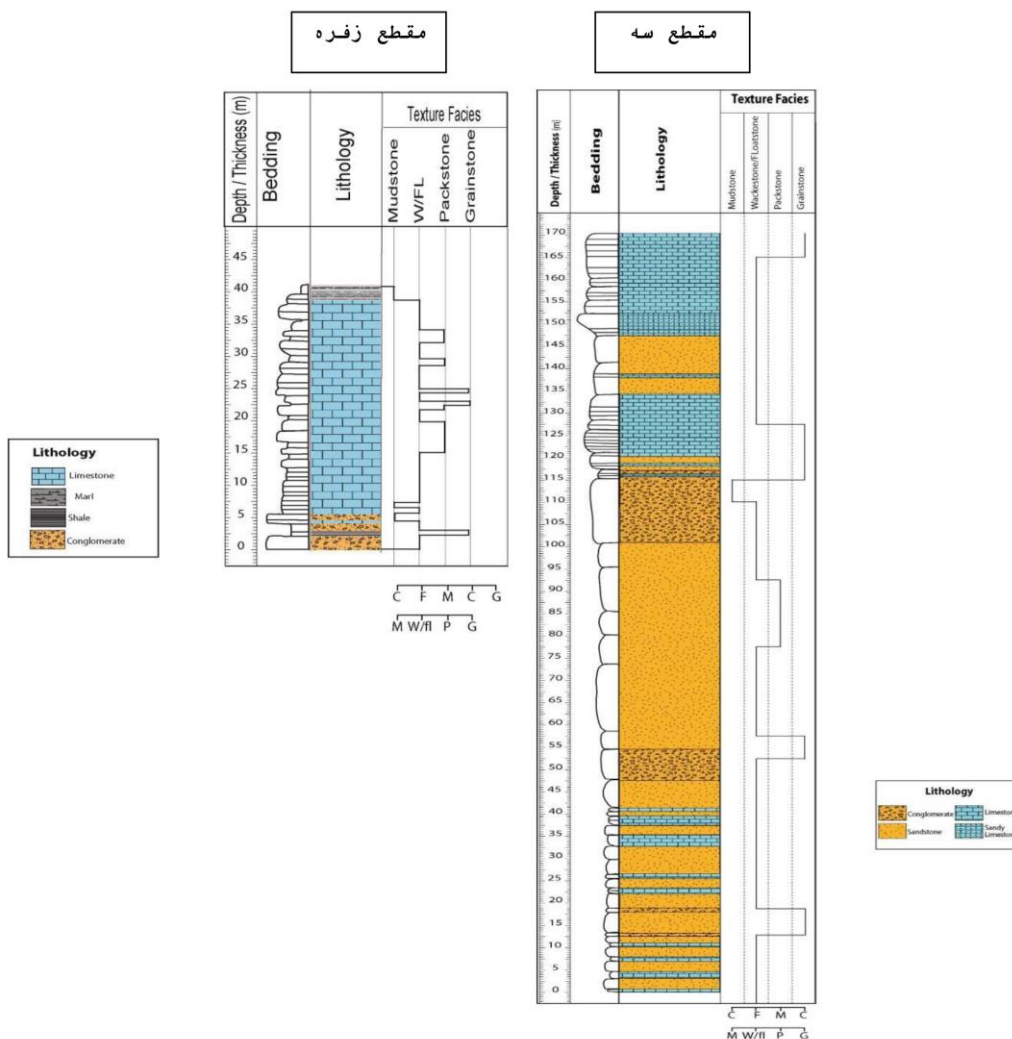 مقطع زفره
مقطع سه
Depth / Thickness (m)
Bedding
Lithology
Texture Facies
Mudstone
W/FL
Packstone
Grainstone
45
40
35
30
25
20
15
10
5
0
C F M C G
M W/fl P G
Lithology
Limestone
Marl
Shale
Conglomerate
Depth / Thickness (m)
Bedding
Lithology
Texture Facies
Mudstone
Wackestone/FLoatstone
Packstone
Grainstone
170
165
160
155
150
145
140
135
130
125
120
115
110
105
100
95
90
85
80
75
70
65
60
55
50
45
40
35
30
25
20
15
10
5
0
C F M C
M W/fl P G
Lithology
Conglomerate
Limeston
Sandstone
Sandy
Limeston